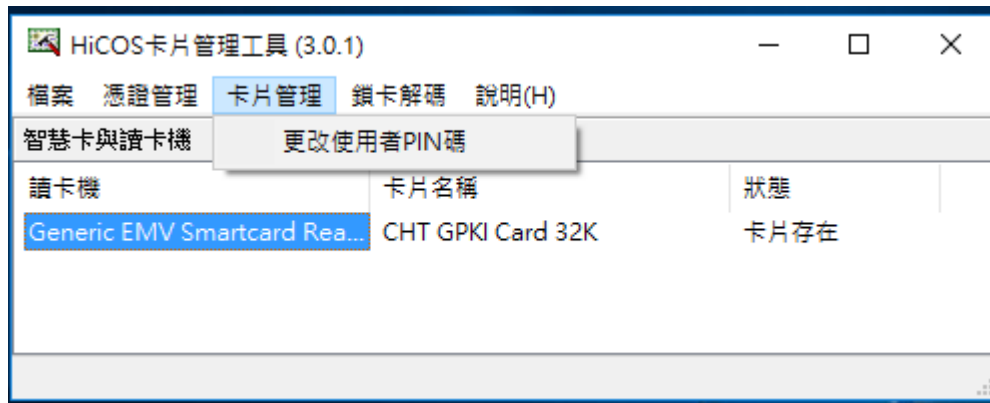 HiCOS卡片管理工具 (3.0.1)
檔案 憑證管理 卡片管理 鎖卡解碼 說明(H)
智慧卡與讀卡機 更改使用者PIN碼
讀卡機 卡片名稱 狀態
Generic EMV Smartcard Rea... CHT GPKI Card 32K 卡片存在